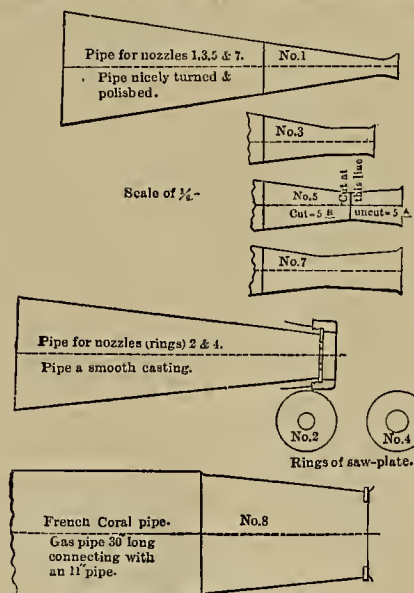 Pipe for nozzles 1,3,5 & 7.
Pipe nicely turned &
polished.
No.1
No.3
Scale of ¼-
Cut at
this line
No.5
Cut=5 B
uncut=5 A
No.7
Pipe for nozzles (rings) 2 & 4.
Pipe a smooth casting.
No.2
No.4
Rings of saw-plate.
French Coral pipe.
No.8
Gas pipe 30" long
connecting with
an 11" pipe.